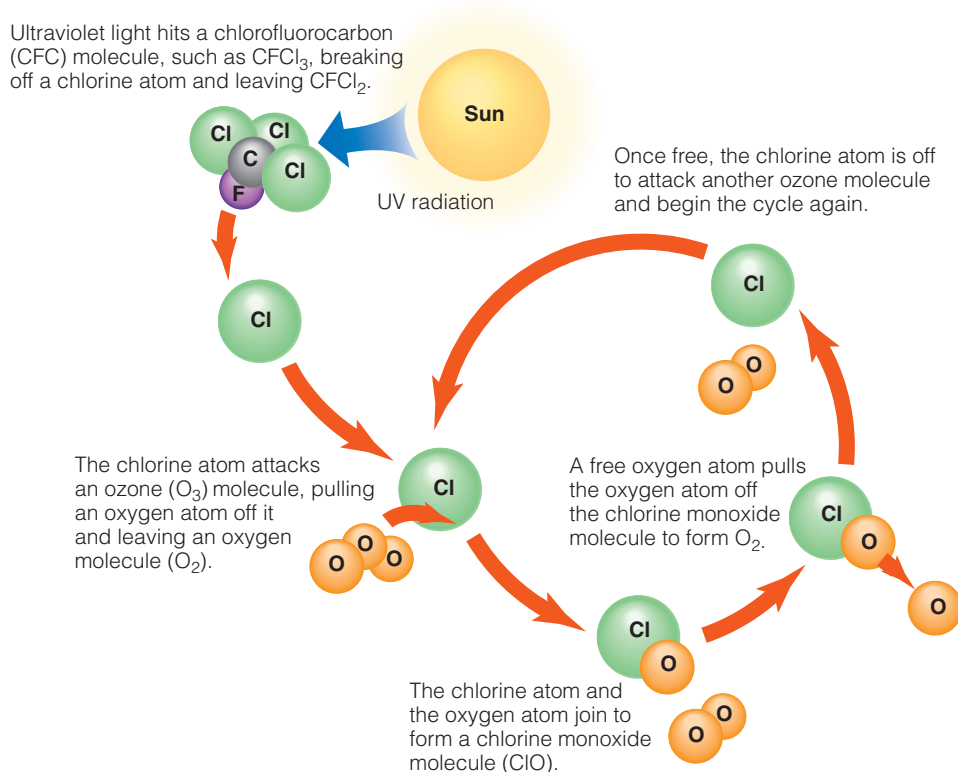 Ultraviolet light hits a chlorofluorocarbon
(CFC) molecule, such as CFCl₃, breaking
off a chlorine atom and leaving CFCl₂.
Sun
Cl
Cl
C
Cl
F
UV radiation
Once free, the chlorine atom is off
to attack another ozone molecule
and begin the cycle again.
Cl
Cl
O
O
The chlorine atom attacks
an ozone (O₃) molecule, pulling
an oxygen atom off it
and leaving an oxygen
molecule (O₂).
Cl
O
O
O
A free oxygen atom pulls
the oxygen atom off
the chlorine monoxide
molecule to form O₂.
Cl
O
O
Cl
O
The chlorine atom and
the oxygen atom join to
form a chlorine monoxide
molecule (ClO).
O
O